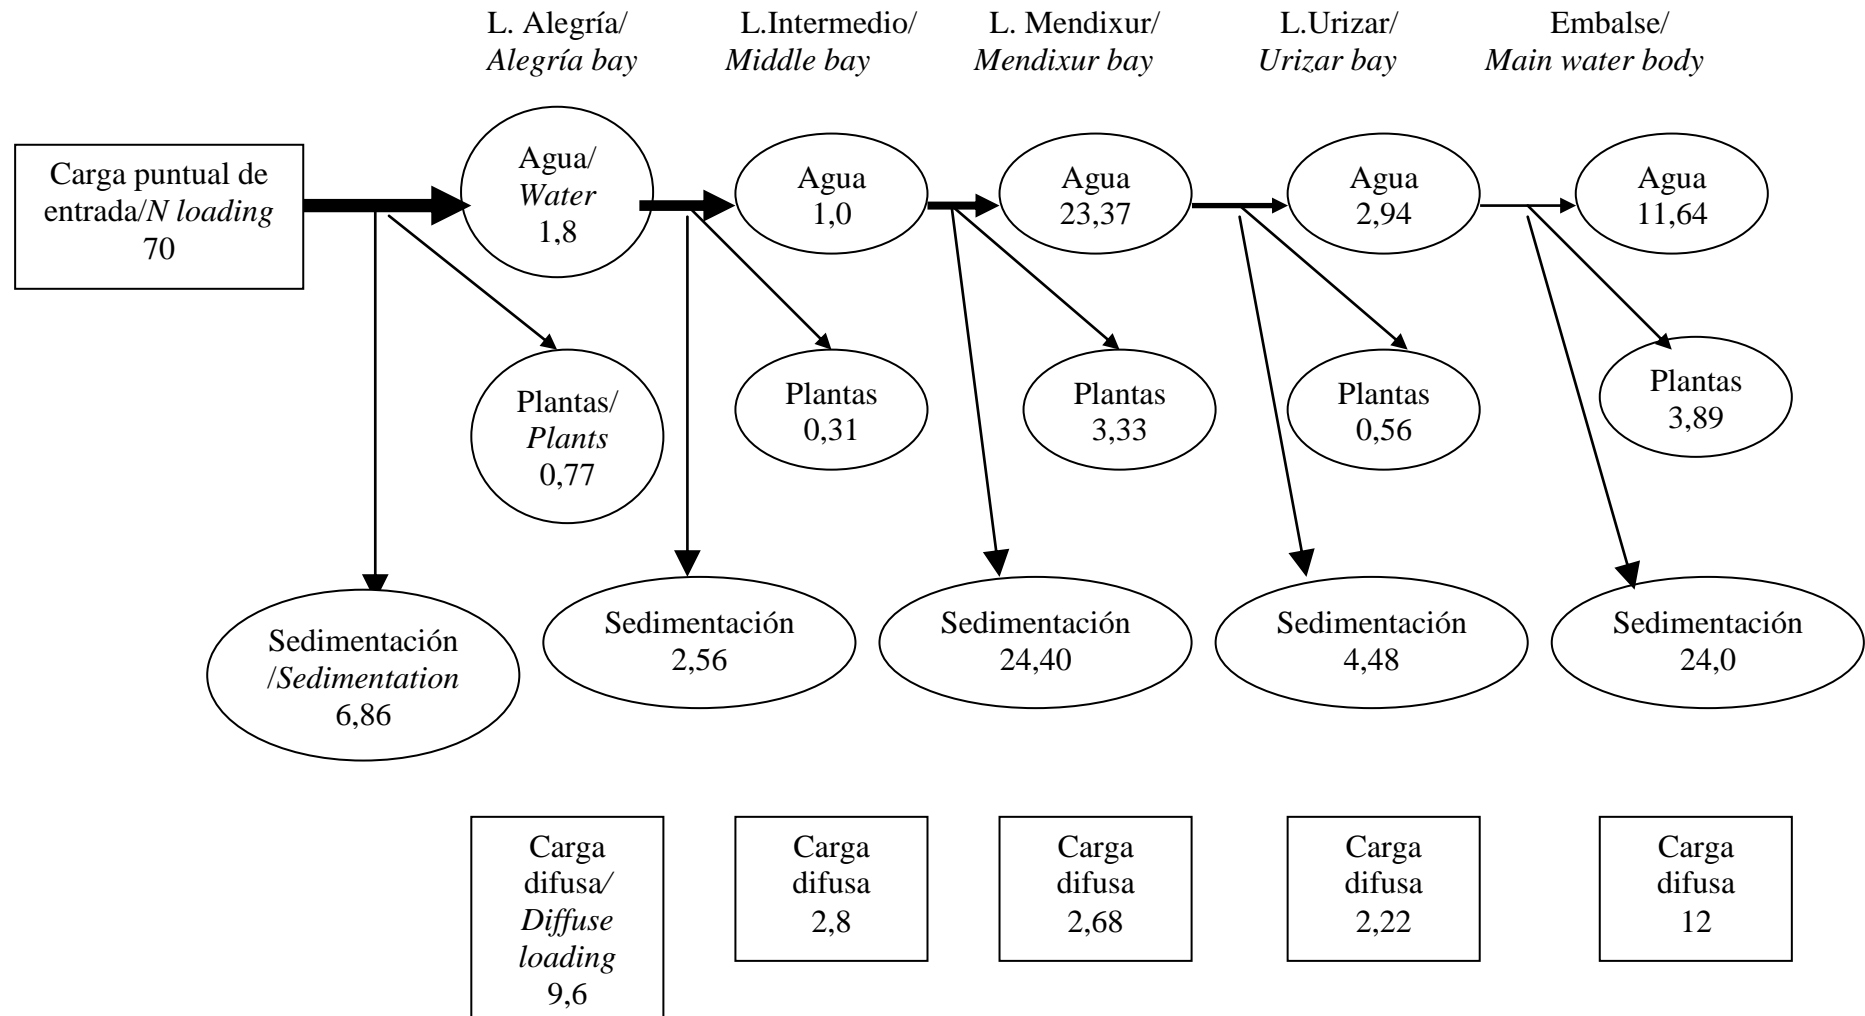 L. Alegría/
Alegría bay
L.Intermedio/
Middle bay
L. Mendixur/
Mendixur bay
L.Urizar/
Urizar bay
Embalse/
Main water body
Carga puntual de
entrada/N loading
70
Agua/
Water
1,8
Agua
1,0
Agua
23,37
Agua
2,94
Agua
11,64
Plantas/
Plants
0,77
Plantas
0,31
Plantas
3,33
Plantas
0,56
Plantas
3,89
Sedimentación
/Sedimentation
6,86
Sedimentación
2,56
Sedimentación
24,40
Sedimentación
4,48
Sedimentación
24,0
Carga
difusa/
Diffuse
loading
9,6
Carga
difusa
2,8
Carga
difusa
2,68
Carga
difusa
2,22
Carga
difusa
12